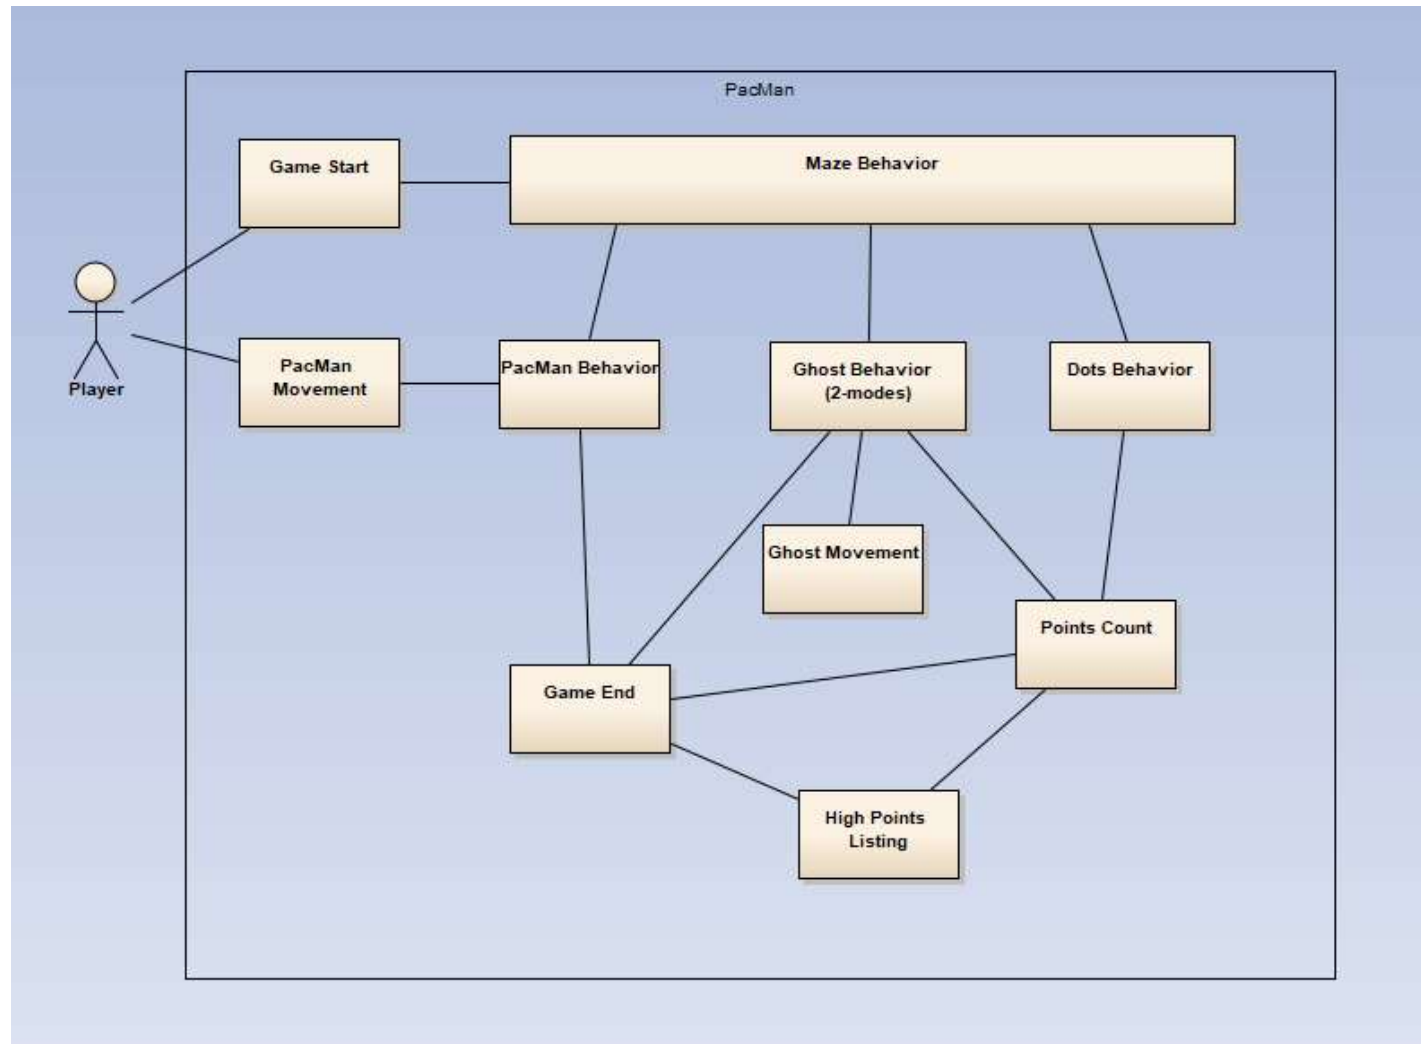 PacMan
Game Start
Maze Behavior
Player
PacMan
Movement
PacMan Behavior
Ghost Behavior
(2-modes)
Dots Behavior
Ghost Movement
Points Count
Game End
High Points
Listing